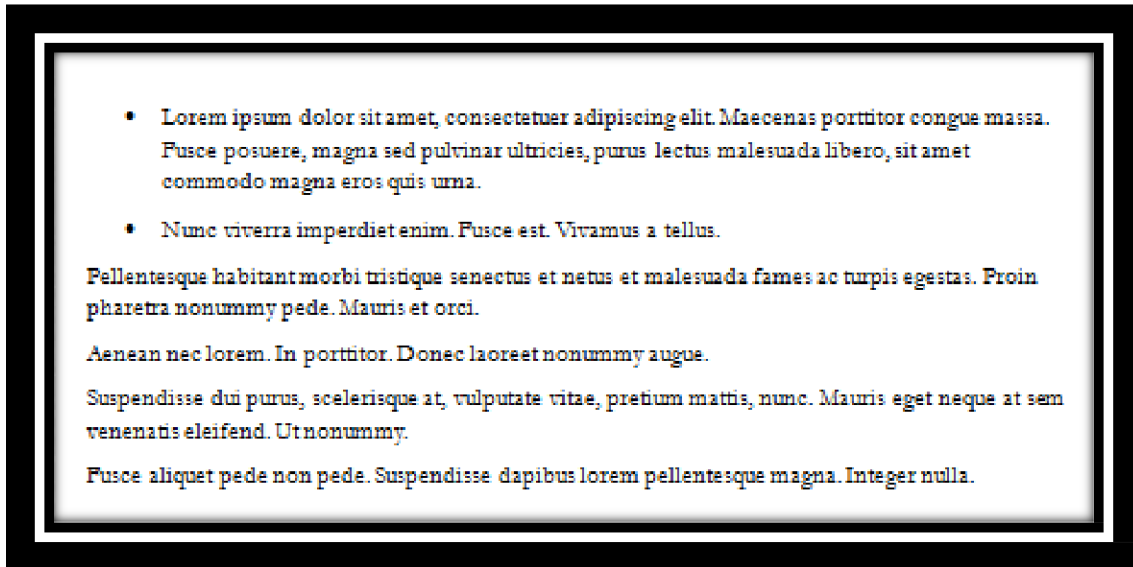 • Lorem ipsum dolor sit amet, consectetuer adipiscing elit. Maecenas porttitor congue massa.
Fusce posuere, magna sed pulvinar ultricies, purus lectus malesuada libero, sit amet
commodo magna eros quis urna.
• Nunc viverra imperdiet enim. Fusce est. Vivamus a tellus.
Pellentesque habitant morbi tristique senectus et netus et malesuada fames ac turpis egestas. Proin
pharetra nonummy pede. Mauris et orci.
Aenean nec lorem. In porttitor. Donec laoreet nonummy augue.
Suspendisse dui purus, scelerisque at, vulputate vitae, pretium mattis, nunc. Mauris eget neque at sem
venenatis eleifend. Ut nonummy.
Fusce aliquet pede non pede. Suspendisse dapibus lorem pellentesque magna. Integer nulla.